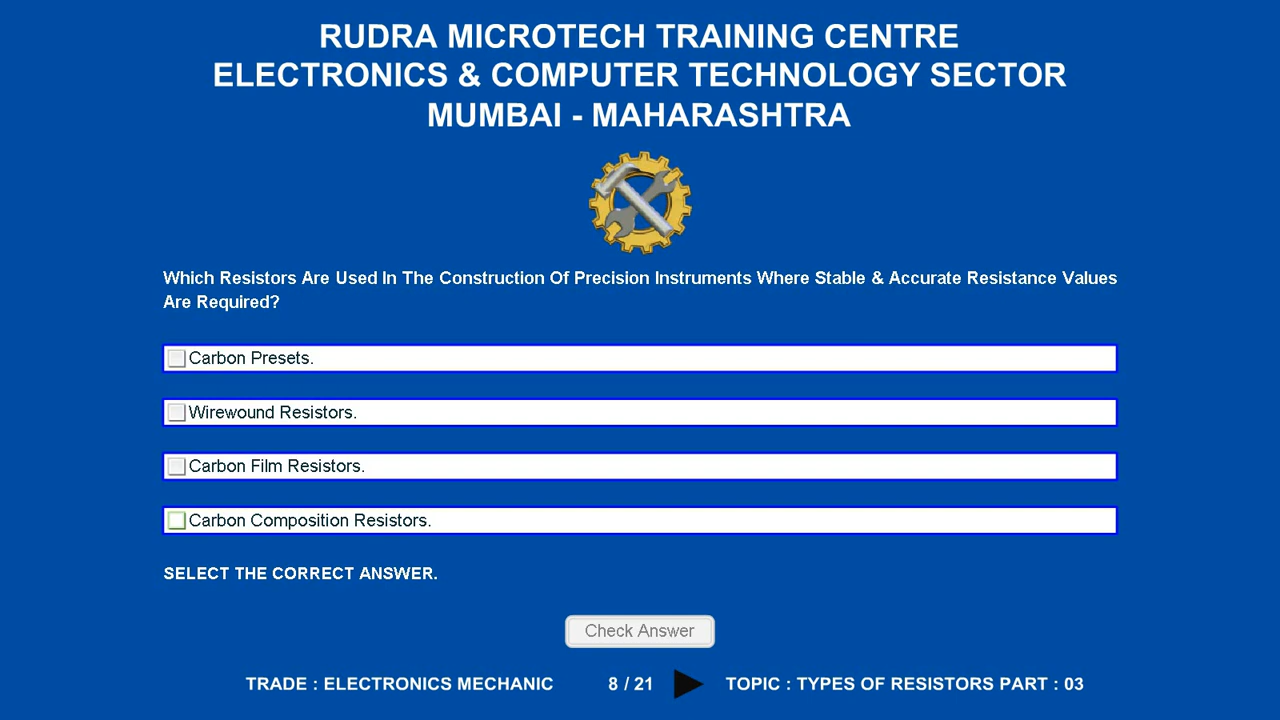 RUDRA MICROTECH TRAINING CENTRE
ELECTRONICS & COMPUTER TECHNOLOGY SECTOR
MUMBAI - MAHARASHTRA
Which Resistors Are Used In The Construction Of Precision Instruments Where Stable & Accurate Resistance Values
Are Required?
Carbon Presets.
Wirewound Resistors.
Carbon Film Resistors.
Carbon Composition Resistors.
SELECT THE CORRECT ANSWER.
Check Answer
TRADE : ELECTRONICS MECHANIC 8 / 21 TOPIC : TYPES OF RESISTORS PART : 03